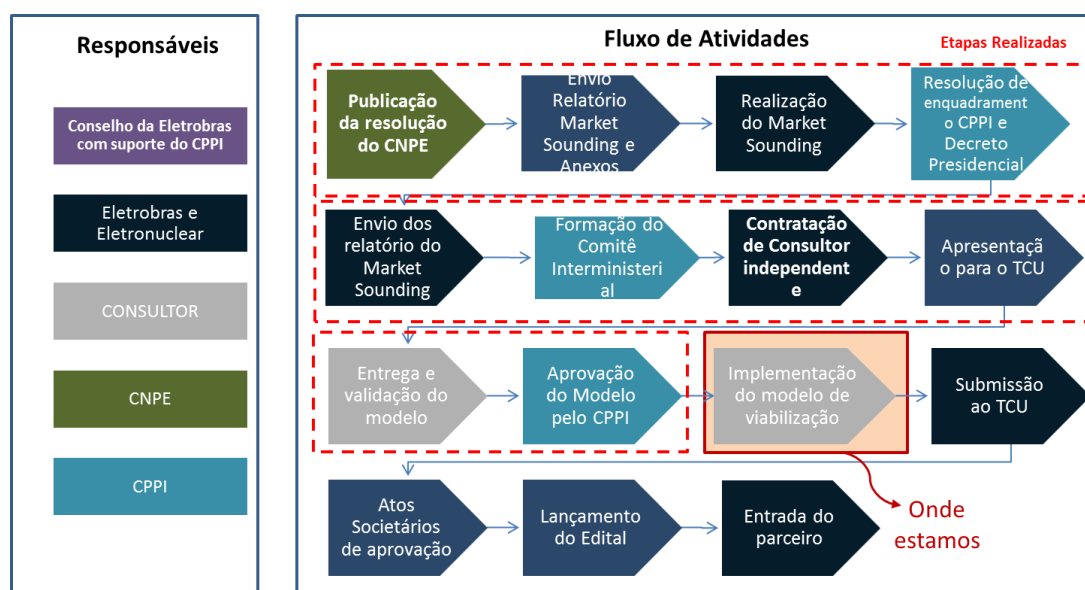 Responsáveis
Conselho da Eletrobras
com suporte do CPPI
Eletrobras e
Eletronuclear
CONSULTOR
CNPE
CPPI
Fluxo de Atividades
Etapas Realizadas
Publicação
da resolução
do CNPE
Envio
Relatório
Market
Sounding e
Anexos
Realização
do Market
Sounding
Resolução de
enquadrament
o CPPI e
Decreto
Presidencial
Envio dos
relatório do
Market
Sounding
Formação do
Comitê
Interministeri
al
Contratação
de Consultor
independent
e
Apresentaçã
o para o TCU
Entrega e
validação do
modelo
Aprovação
do Modelo
pelo CPPI
Implementação
do modelo de
viabilização
Submissão
ao TCU
Atos
Societários
de aprovação
Lançamento
do Edital
Entrada do
parceiro
Onde
estamos